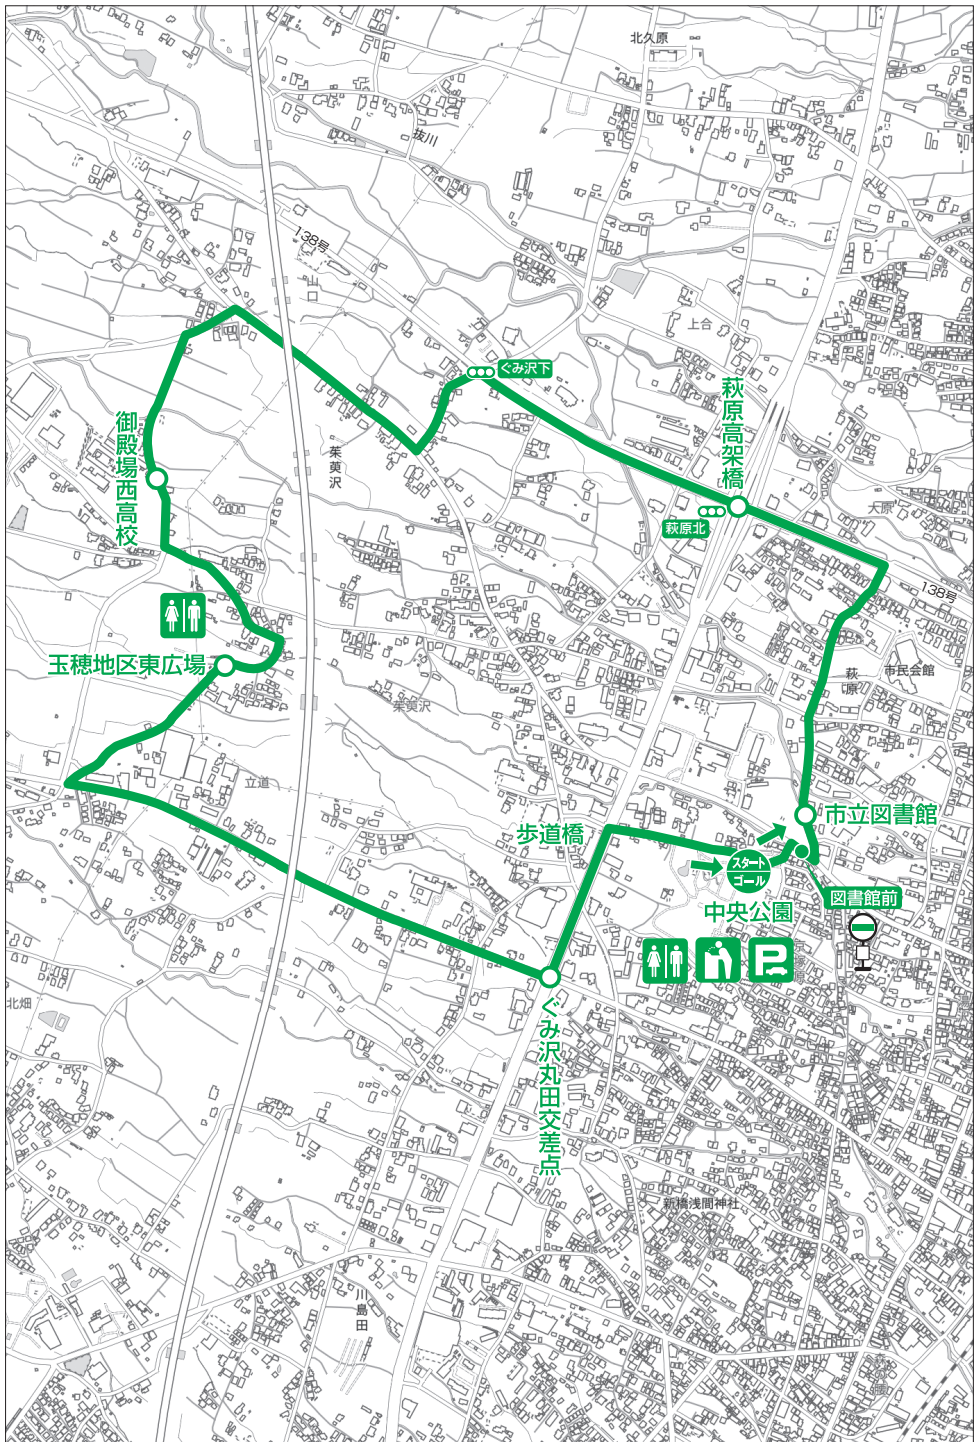 北久原
抜川
138号
山口
上合
ぐみ沢下
萩原高架橋
御殿場西高校
茱萸沢
大原
萩原北
138号
玉穂地区東広場
市民会館
萩原
茱萸沢
立道
市立図書館
歩道橋
スタート
ゴール
図書館前
中央公園
北畑
ぐみ沢丸田交差点
新橋浅間神社
川島田